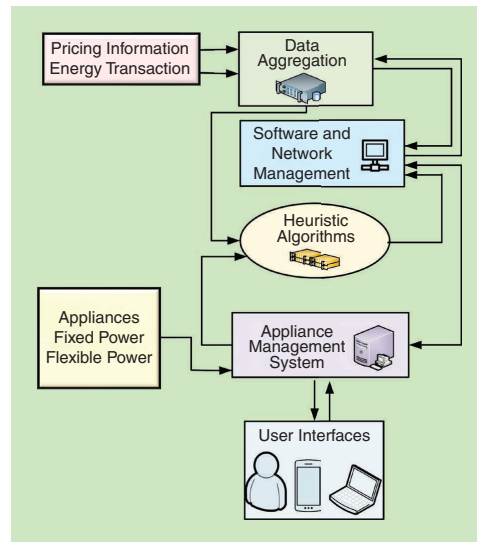 Pricing Information
Energy Transaction
Data
Aggregation
Software and
Network
Management
Heuristic
Algorithms
Appliances
Fixed Power
Flexible Power
Appliance
Management
System
User Interfaces